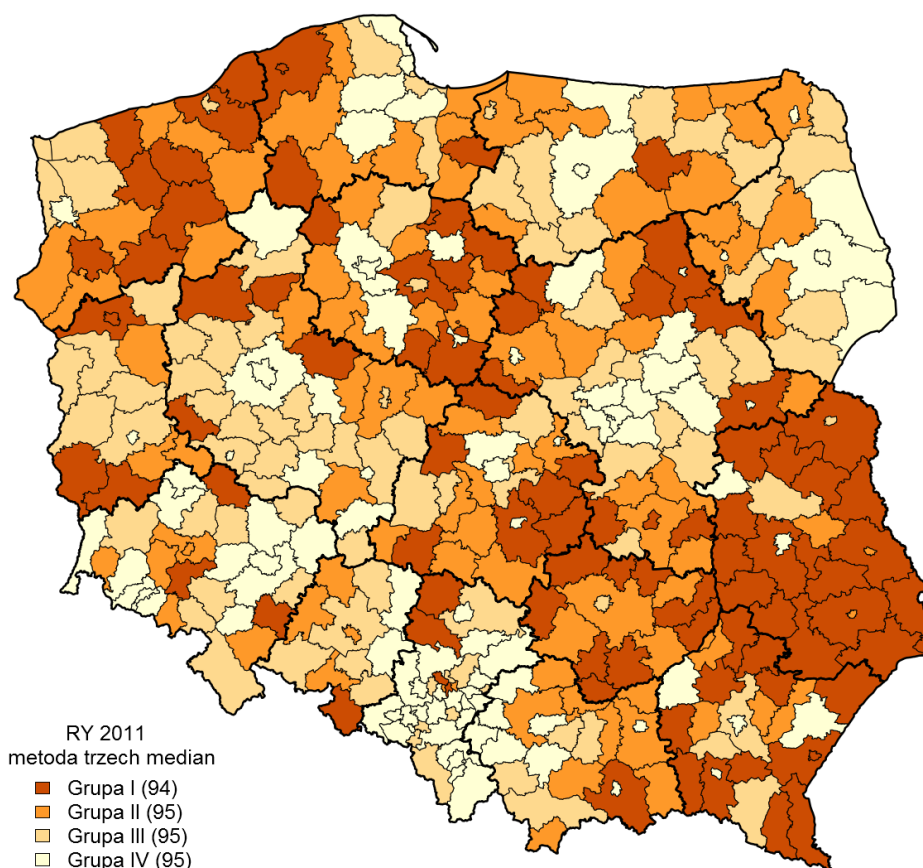 RY 2011
metoda trzech median
Grupa I (94)
Grupa II (95)
Grupa III (95)
Grupa IV (95)